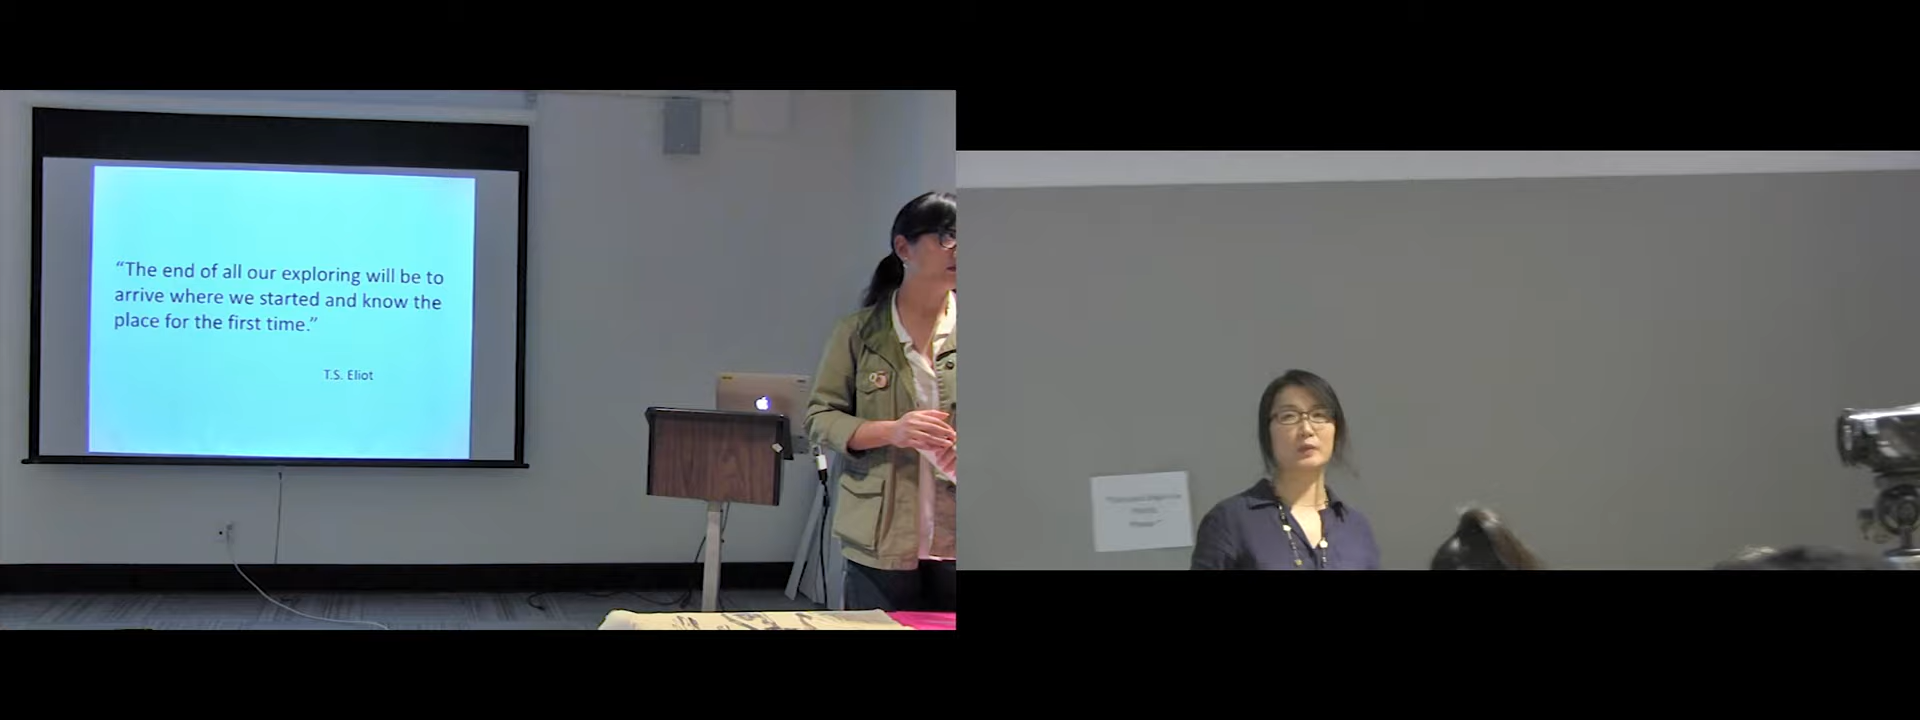 “The end of all our exploring will be to
arrive where we started and know the
place for the first time.”
T.S. Eliot